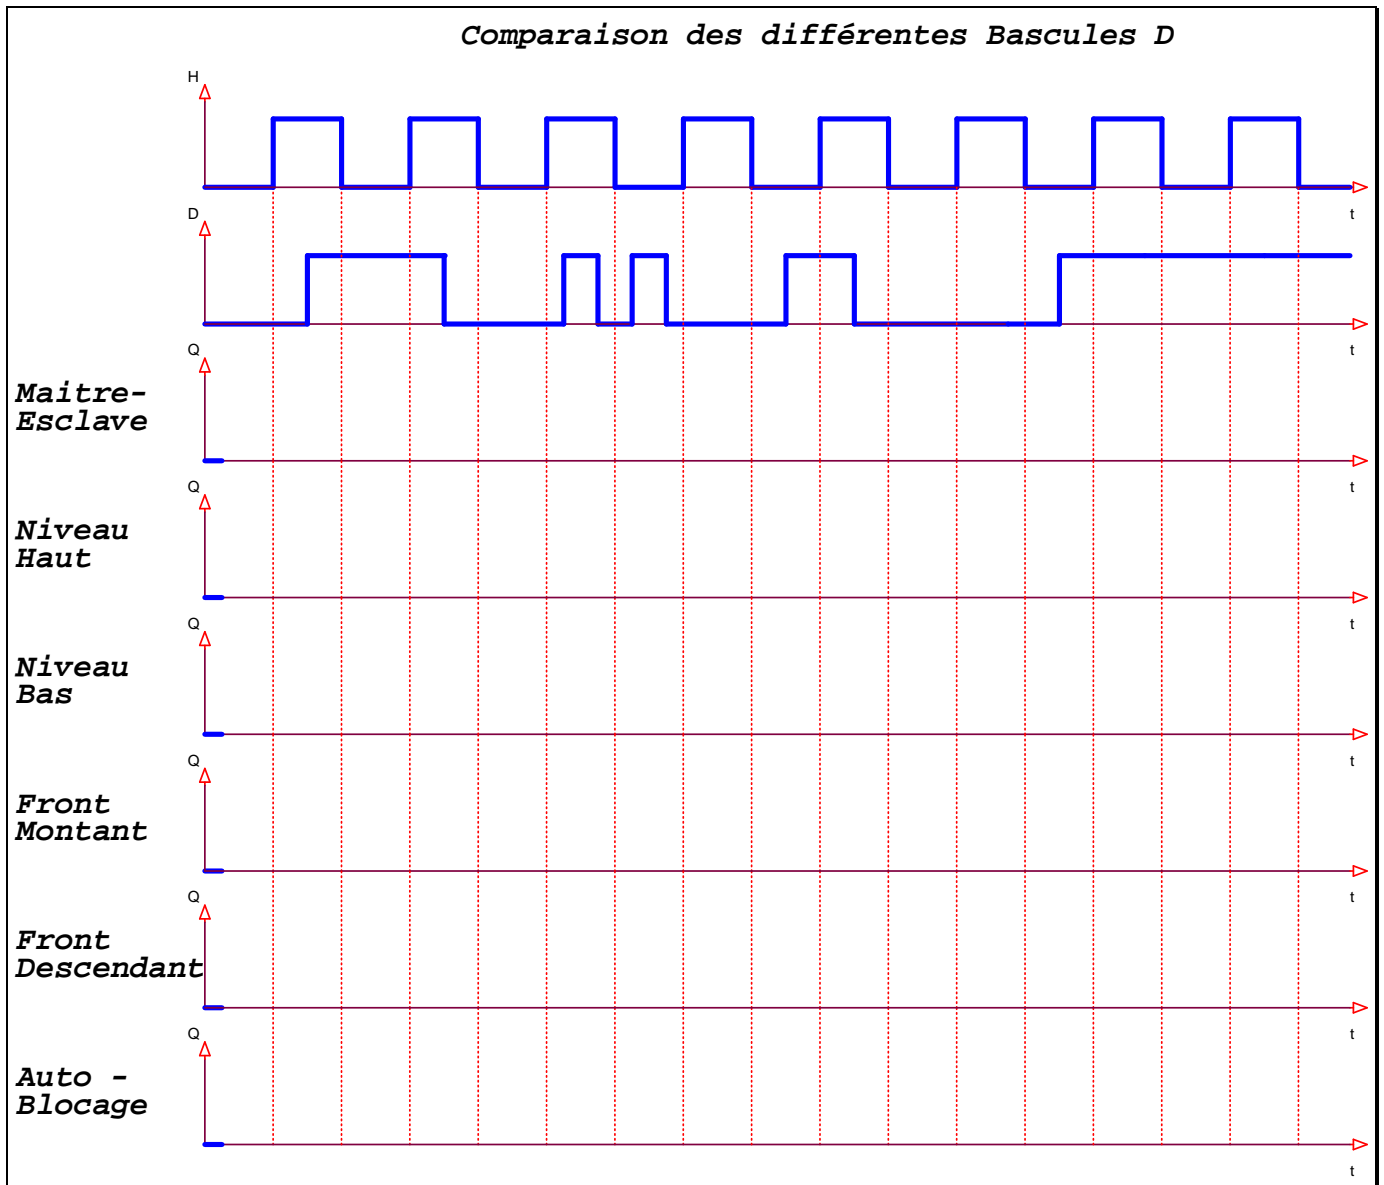 Comparaison des différentes Bascules D
H
t
D
t
Q
Maitre-
Esclave
t
Q
Niveau
Haut
t
Q
Niveau
Bas
t
Q
Front
Montant
t
Q
Front
Descendant
t
Q
Auto -
Blocage
t